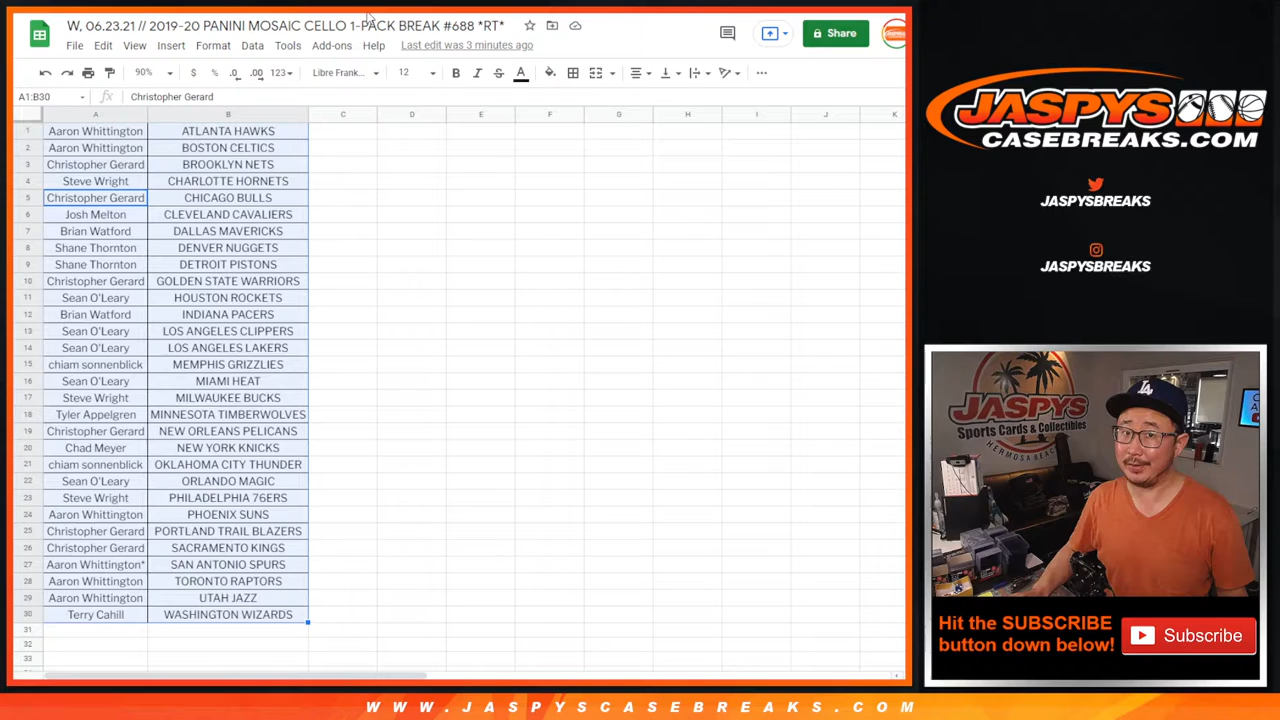 W, 06.23.21 // 2019-20 PANINI MOSAIC CELLO 1-PACK BREAK #688 *RT*
File Edit View Insert Format Data Tools Add-ons Help Last edit was 3 minutes ago
Share
90% $ % .0 .00 123 Libre Frank... 12 B I S A
A1:B30 fx Christopher Gerard
A B C D E F G H I J K
1 Aaron Whittington ATLANTA HAWKS
2 Aaron Whittington BOSTON CELTICS
3 Christopher Gerard BROOKLYN NETS
4 Steve Wright CHARLOTTE HORNETS
5 Christopher Gerard CHICAGO BULLS
6 Josh Melton CLEVELAND CAVALIERS
7 Brian Watford DALLAS MAVERICKS
8 Shane Thornton DENVER NUGGETS
9 Shane Thornton DETROIT PISTONS
10 Christopher Gerard GOLDEN STATE WARRIORS
11 Sean O'Leary HOUSTON ROCKETS
12 Brian Watford INDIANA PACERS
13 Sean O'Leary LOS ANGELES CLIPPERS
14 Sean O'Leary LOS ANGELES LAKERS
15 chiam sonnenblick MEMPHIS GRIZZLIES
16 Sean O'Leary MIAMI HEAT
17 Steve Wright MILWAUKEE BUCKS
18 Tyler Appelgren MINNESOTA TIMBERWOLVES
19 Christopher Gerard NEW ORLEANS PELICANS
20 Chad Meyer NEW YORK KNICKS
21 chiam sonnenblick OKLAHOMA CITY THUNDER
22 Sean O'Leary ORLANDO MAGIC
23 Steve Wright PHILADELPHIA 76ERS
24 Aaron Whittington PHOENIX SUNS
25 Christopher Gerard PORTLAND TRAIL BLAZERS
26 Christopher Gerard SACRAMENTO KINGS
27 Aaron Whittington* SAN ANTONIO SPURS
28 Aaron Whittington TORONTO RAPTORS
29 Aaron Whittington UTAH JAZZ
30 Terry Cahill WASHINGTON WIZARDS
31
32
33
JASPYS
CASEBREAKS.COM
JASPYSBREAKS
JASPYSBREAKS
JASPYS
Sports Cards & Collectibles
HERMOSA BEACH
LA
Hit the SUBSCRIBE
button down below!
Subscribe
WWW.JASPYSCASEBREAKS.COM